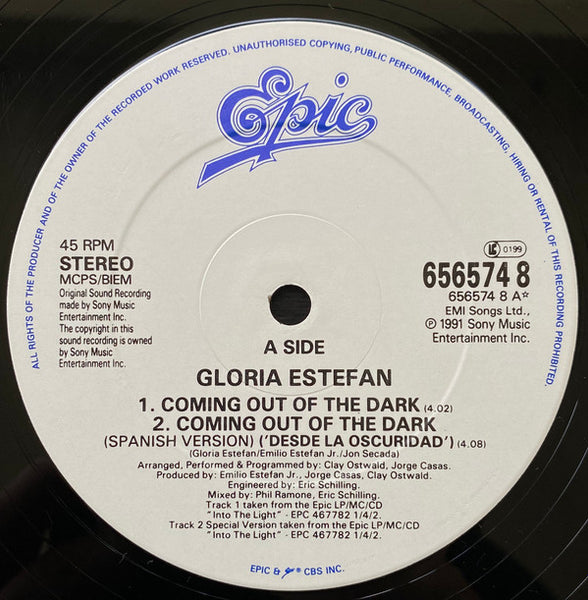 ALL RIGHTS OF THE PRODUCER AND OF THE OWNER OF THE RECORDED WORK RESERVED. UNAUTHORISED COPYING, PUBLIC PERFORMANCE, BROADCASTING, HIRING OR RENTAL OF THIS RECORDING PROHIBITED.
Epic
45 RPM
STEREO
MCPS/BIEM
Original Sound Recording
made by Sony Music
Entertainment Inc.
The copyright in this
sound recording is owned
by Sony Music
Entertainment Inc.
LC 0199
656574 8
656574 8 A☆
EMI Songs Ltd.,
℗ 1991 Sony Music
Entertainment Inc.
A SIDE
GLORIA ESTEFAN
1. COMING OUT OF THE DARK (4.02)
2. COMING OUT OF THE DARK
(SPANISH VERSION) ('DESDE LA OSCURIDAD') (4.08)
(Gloria Estefan/Emilio Estefan Jr./Jon Secada)
Arranged, Performed & Programmed by: Clay Ostwald, Jorge Casas.
Produced by: Emilio Estefan Jr., Jorge Casas, Clay Ostwald.
Engineered by: Eric Schilling.
Mixed by: Phil Ramone, Eric Schilling.
Track 1 taken from the Epic LP/MC/CD
"Into The Light" - EPC 467782 1/4/2.
Track 2 Special Version taken from the Epic LP/MC/CD
"Into The Light" - EPC 467782 1/4/2.
EPIC & ® CBS INC.